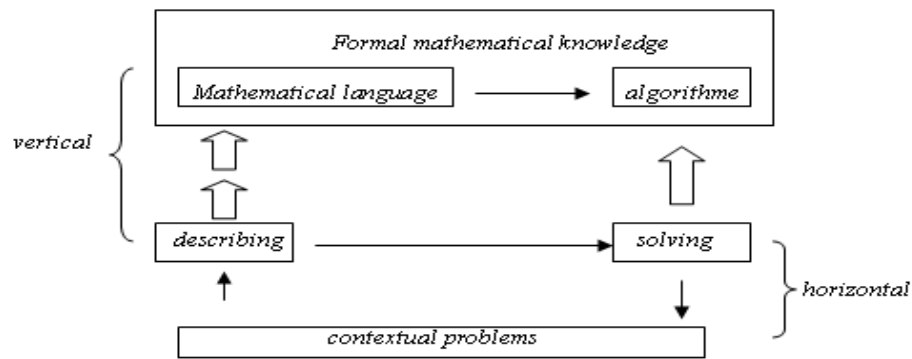 Formal mathematical knowledge
Mathematical language
algorithme
vertical
describing
solving
horizontal
contextual problems